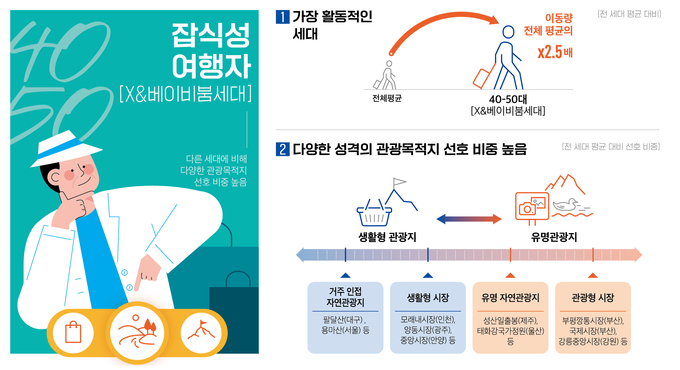 40
50
잡식성
여행자
[X&베이비붐세대]
다른 세대에 비해
다양한 관광목적지
선호 비중 높음
1 가장 활동적인
세대
[전 세대 평균 대비]
이동량
전체 평균의
x2.5배
전체평균
40-50대
[X&베이비붐세대]
2 다양한 성격의 관광목적지 선호 비중 높음
[전 세대 평균 대비 선호 비중]
생활형 관광지
유명관광지
거주 인접
자연관광지
팔달산(대구),
용마산(서울) 등
생활형 시장
모래내시장(인천),
양동시장(광주),
중앙시장(안양) 등
유명 자연관광지
성산일출봉(제주),
태화강국가정원(울산)
등
관광형 시장
부평깡통시장(부산),
국제시장(부산),
강릉중앙시장(강원) 등